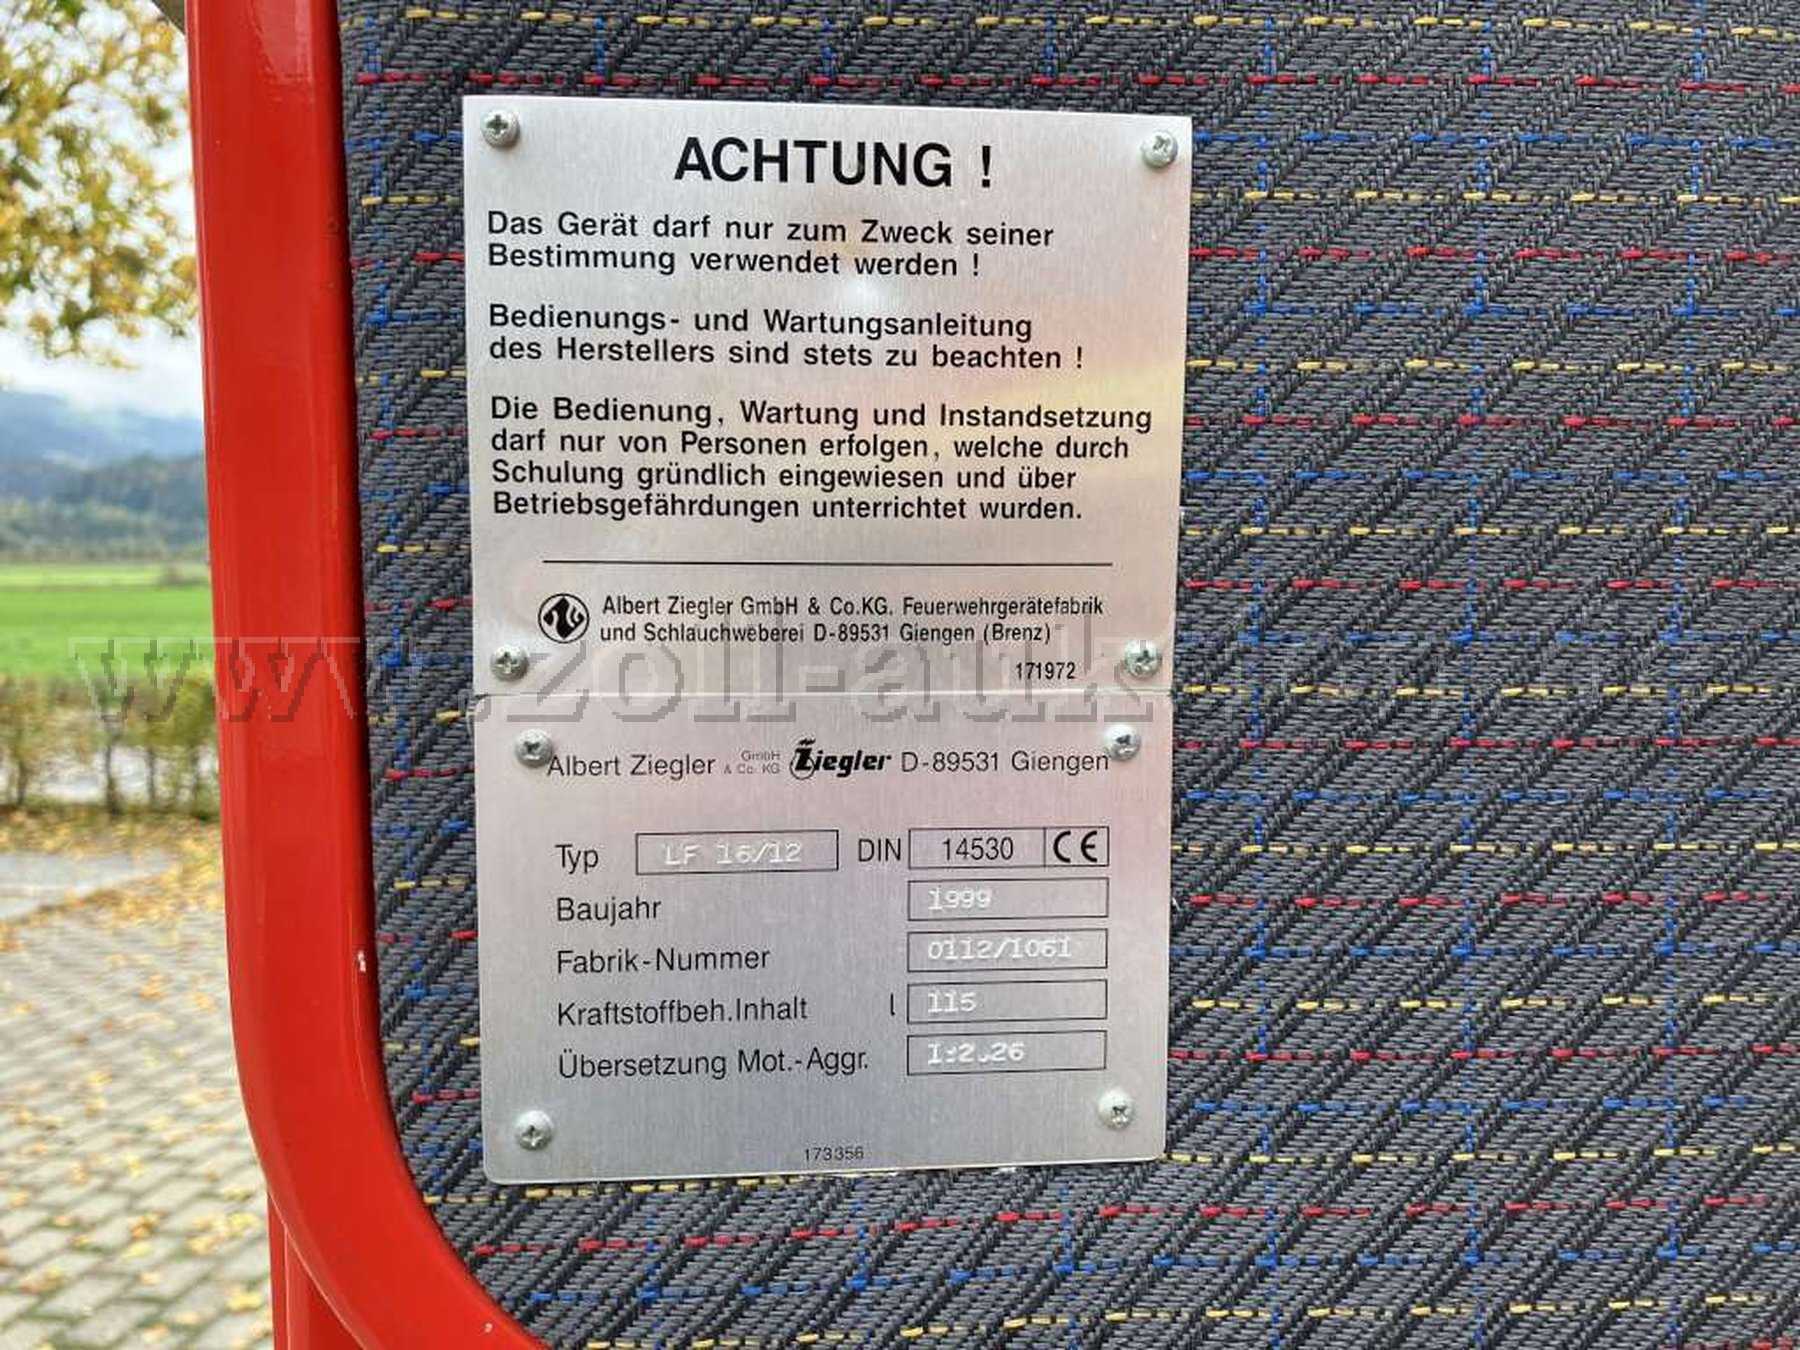 ACHTUNG !
Das Gerät darf nur zum Zweck seiner
Bestimmung verwendet werden !
Bedienungs- und Wartungsanleitung
des Herstellers sind stets zu beachten !
Die Bedienung, Wartung und Instandsetzung
darf nur von Personen erfolgen, welche durch
Schulung gründlich eingewiesen und über
Betriebsgefährdungen unterrichtet wurden.
Albert Ziegler GmbH & Co.KG. Feuerwehrgerätefabrik
und Schlauchweberei D-89531 Giengen (Brenz)
171972
www.zoll-auktion.de
Albert Ziegler GmbH & Co. KG Ziegler D-89531 Giengen
Typ LF 16/12 DIN 14530 CE
Baujahr 1999
Fabrik-Nummer 0112/1061
Kraftstoffbeh.Inhalt l 115
Übersetzung Mot.-Aggr. 1:2.26
173356